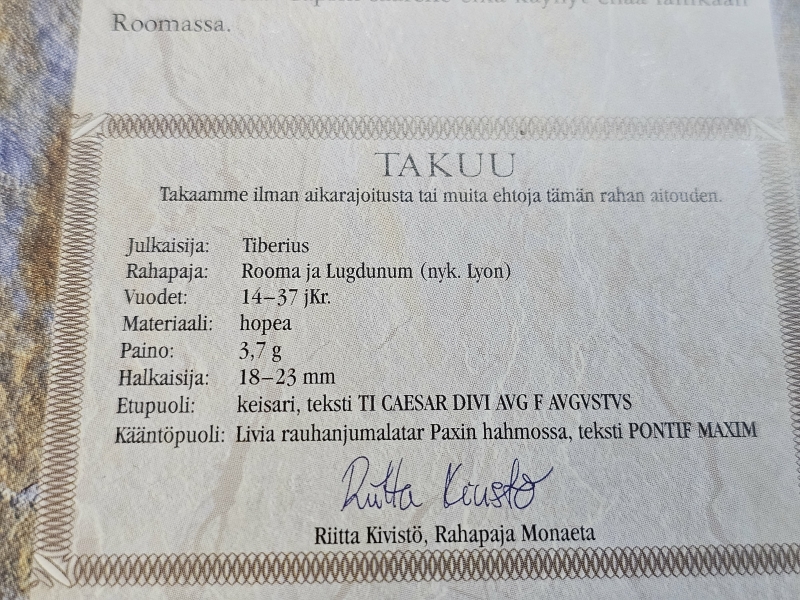 Roomassa.
TAKUU
Takaamme ilman aikarajoitusta tai muita ehtoja tämän rahan aitouden.
Julkaisija: Tiberius
Rahapaja: Rooma ja Lugdunum (nyk. Lyon)
Vuodet: 14–37 jKr.
Materiaali: hopea
Paino: 3,7 g
Halkaisija: 18–23 mm
Etupuoli: keisari, teksti TI CAESAR DIVI AVG F AVGVSTVS
Kääntöpuoli: Livia rauhanjumalatar Paxin hahmossa, teksti PONTIF MAXIM
Riitta Kivistö
Riitta Kivistö, Rahapaja Monaeta